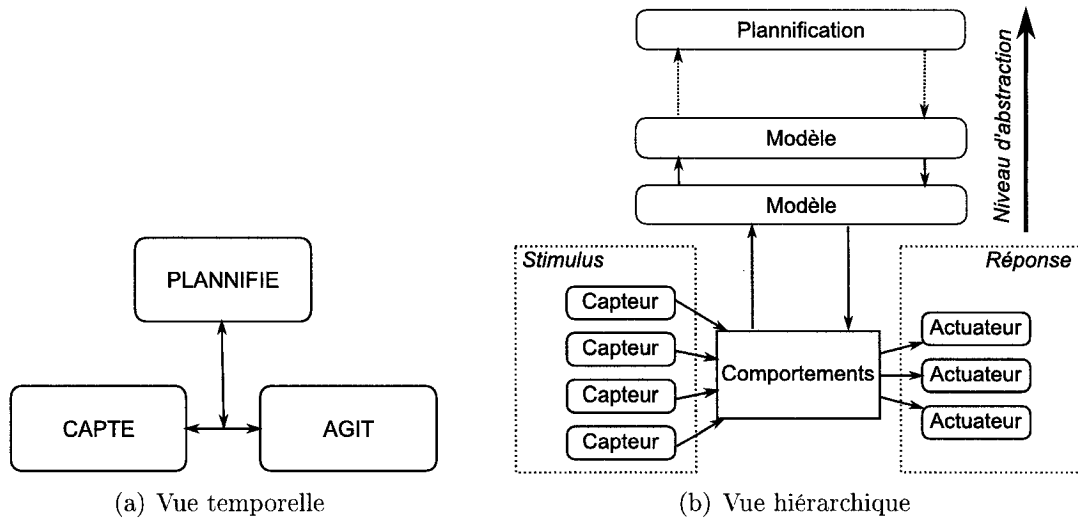 PLANNIFIE
CAPTE
AGIT
(a) Vue temporelle
Plannification
Modèle
Modèle
Niveau d'abstraction
Stimulus
Capteur
Capteur
Capteur
Capteur
Comportements
Réponse
Actuateur
Actuateur
Actuateur
(b) Vue hiérarchique